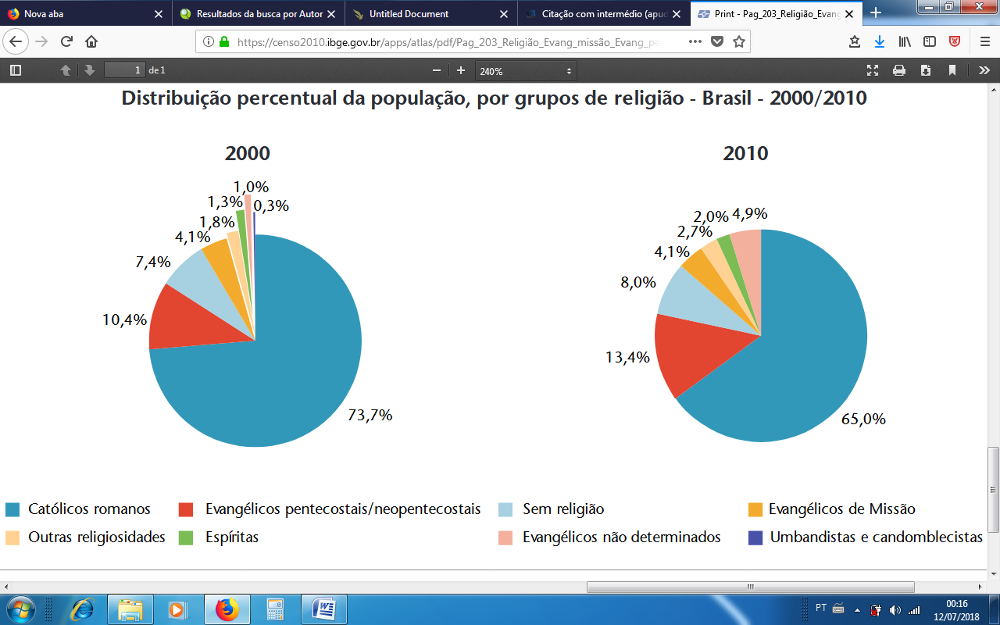 Nova aba
Resultados da busca por Autor
Untitled Document
Citação com intermédio (apud
Print - Pag_203_Religião_Evang
https://censo2010.ibge.gov.br/apps/atlas/pdf/Pag_203_Religião_Evang_missão_Evang_pe
1 de 1
240%
Distribuição percentual da população, por grupos de religião - Brasil - 2000/2010
2000
1,0%
1,3%
0,3%
1,8%
4,1%
7,4%
10,4%
73,7%
2010
2,0%
4,9%
2,7%
4,1%
8,0%
13,4%
65,0%
Católicos romanos
Evangélicos pentecostais/neopentecostais
Sem religião
Evangélicos de Missão
Outras religiosidades
Espíritas
Evangélicos não determinados
Umbandistas e candomblecistas
PT
00:16
12/07/2018